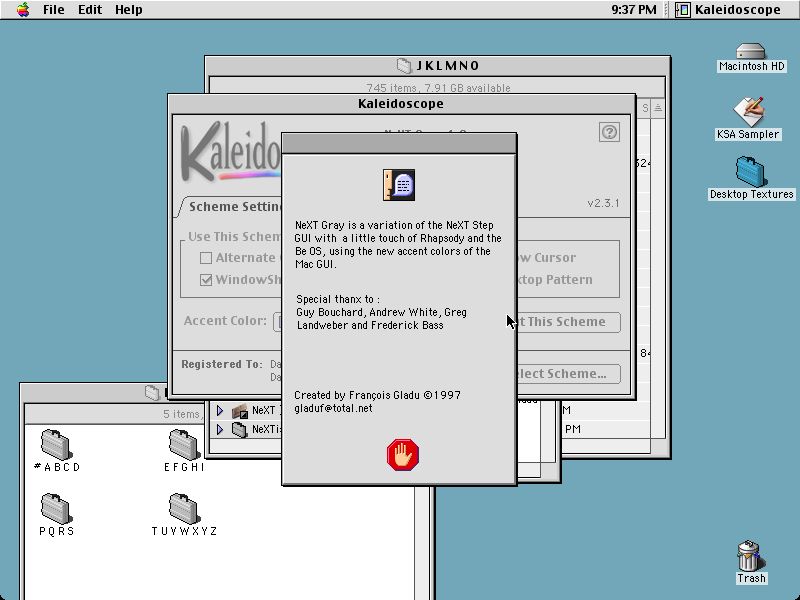 File Edit Help
9:37 PM
Kaleidoscope
JKLMNO
745 items, 7.91 GB available
Macintosh HD
KSA Sampler
Desktop Textures
Trash
Kaleidoscope
Kaleido
v2.3.1
Scheme Settin
Use This Schem
Alternate
WindowSh
w Cursor
ktop Pattern
Accent Color:
t This Scheme
Registered To: Da
Da
elect Scheme...
NeXT Gray is a variation of the NeXT Step
GUI with a little touch of Rhapsody and the
Be OS, using the new accent colors of the
Mac GUI.
Special thanx to :
Guy Bouchard, Andrew White, Greg
Landweber and Frederick Bass
Created by François Gladu ©1997
gladuf@total.net
NeXT
NeXTi
M
PM
5 items,
#ABCD
EFGHI
PQRS
TUVWXYZ